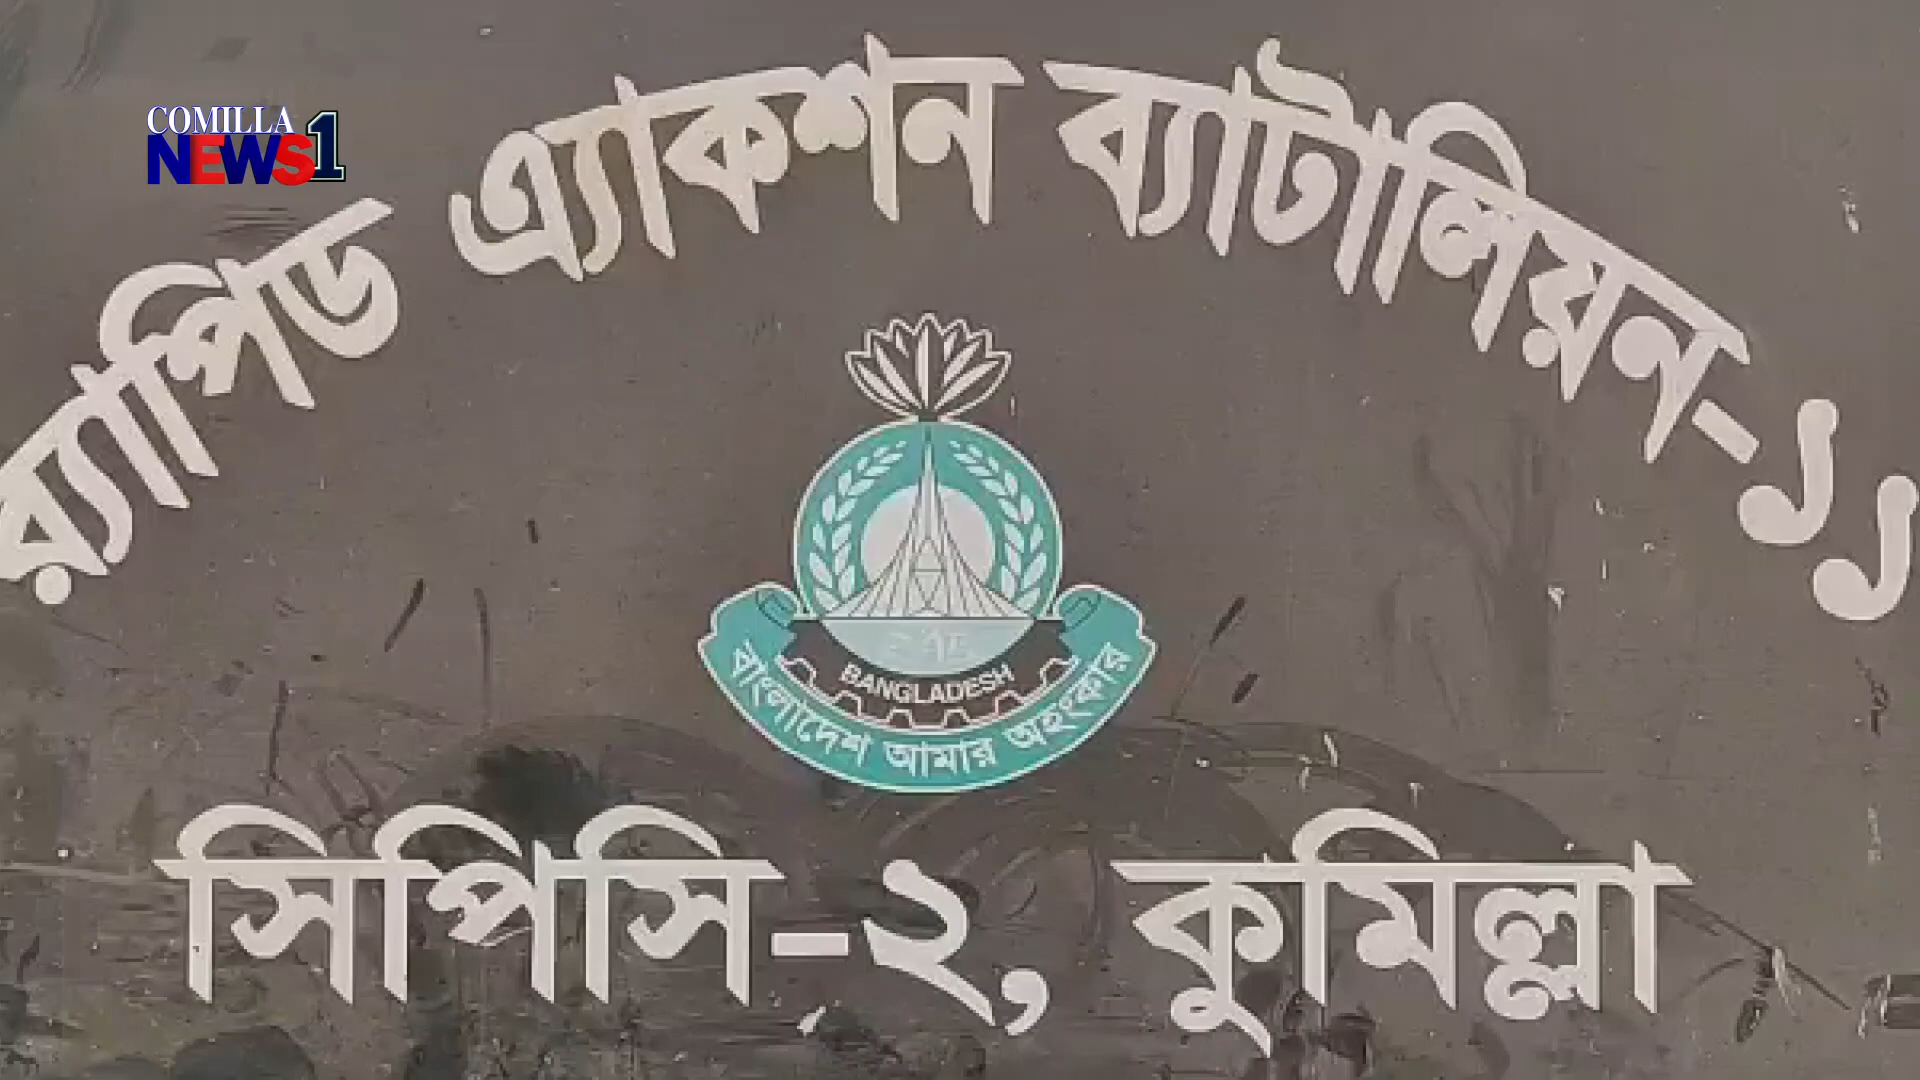 COMILLA
NEWS1
র‍্যাপিড এ্যাকশন ব্যাটালিয়ন-১১
BANGLADESH
বাংলাদেশ আমার অহংকার
সিপিসি-২, কুমিল্লা